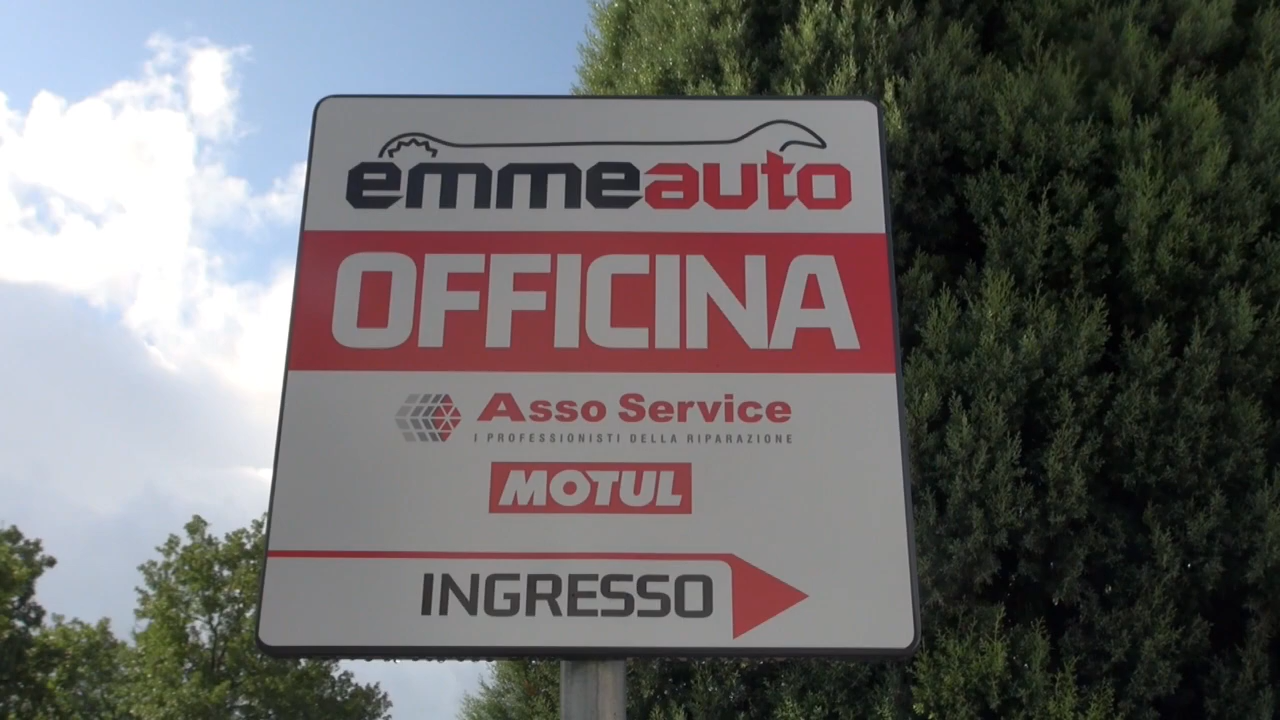 emmeauto
OFFICINA
Asso Service
I PROFESSIONISTI DELLA RIPARAZIONE
MOTUL
INGRESSO